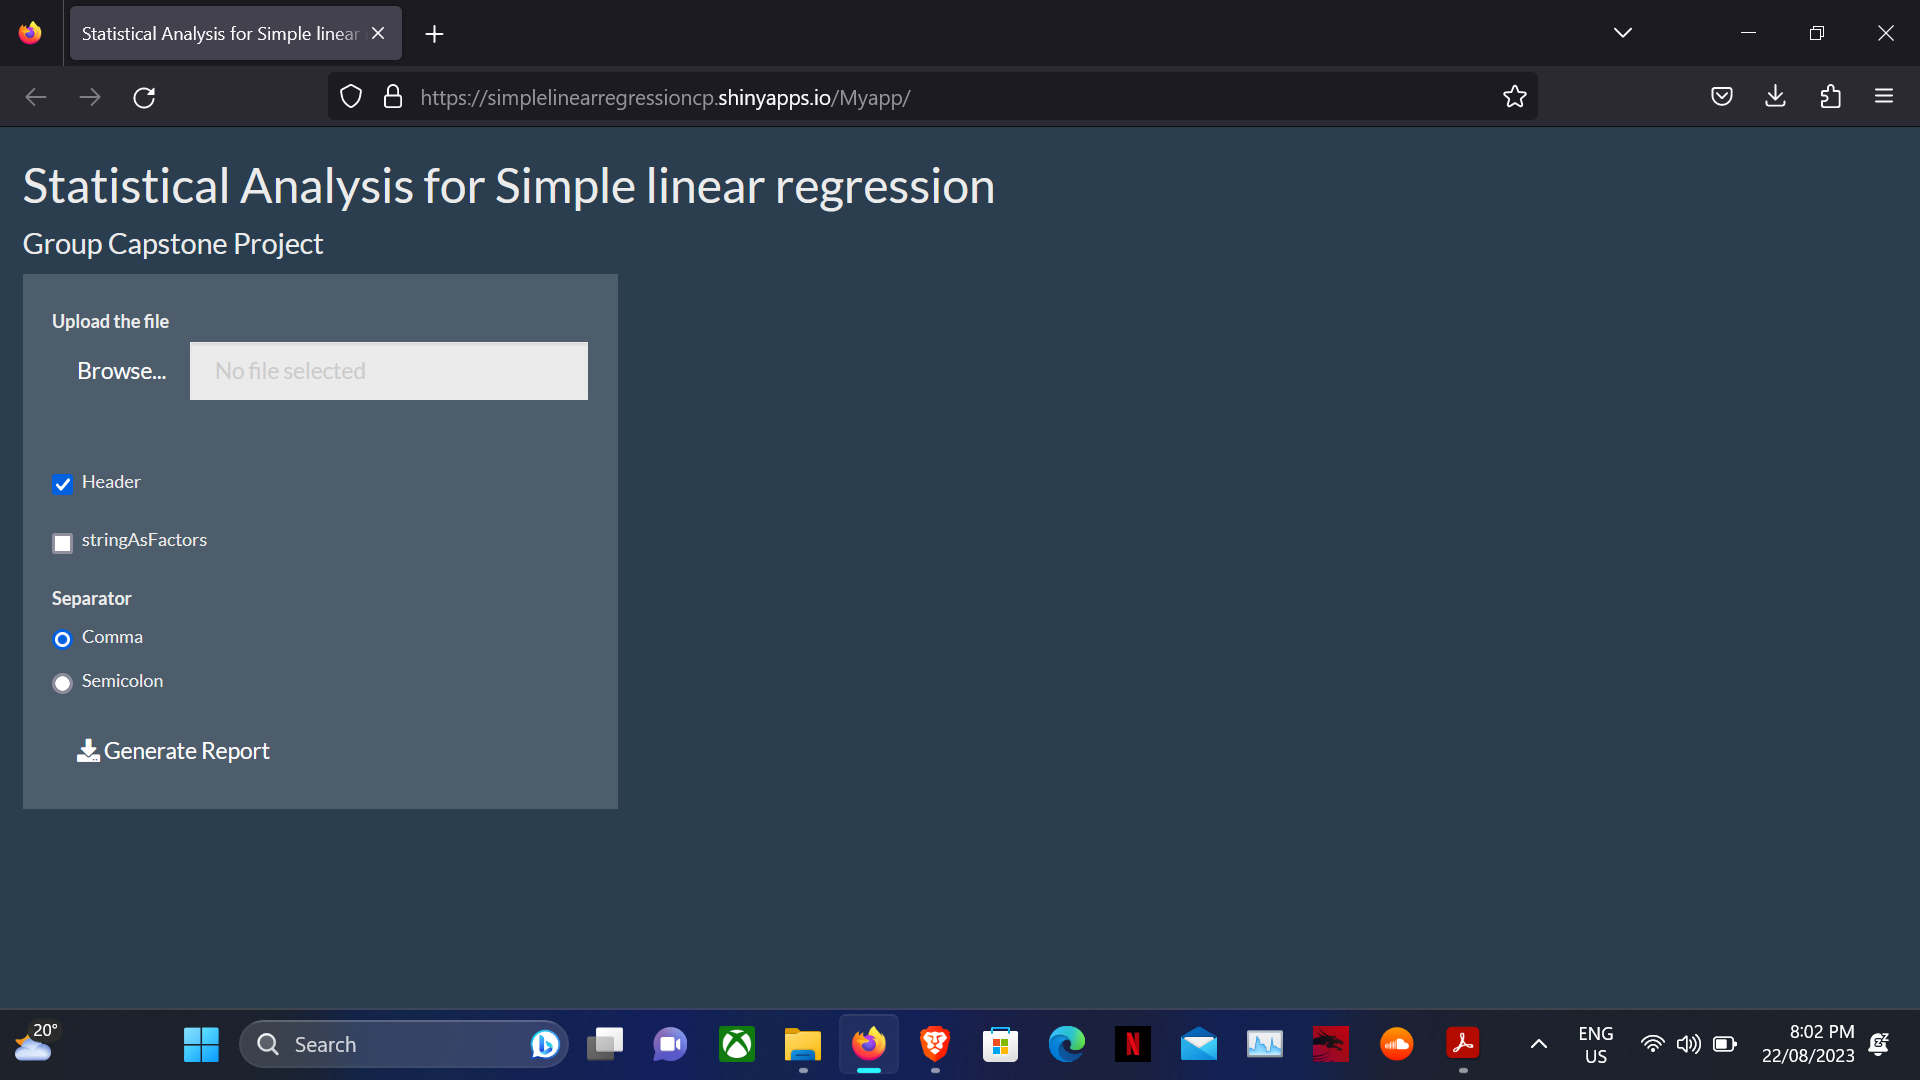 Statistical Analysis for Simple linear
https://simplelinearregressioncp.shinyapps.io/Myapp/
Statistical Analysis for Simple linear regression
Group Capstone Project
Upload the file
Browse... No file selected
Header
stringAsFactors
Separator
Comma
Semicolon
Generate Report
20°
Search
N
ENG
US
8:02 PM
22/08/2023